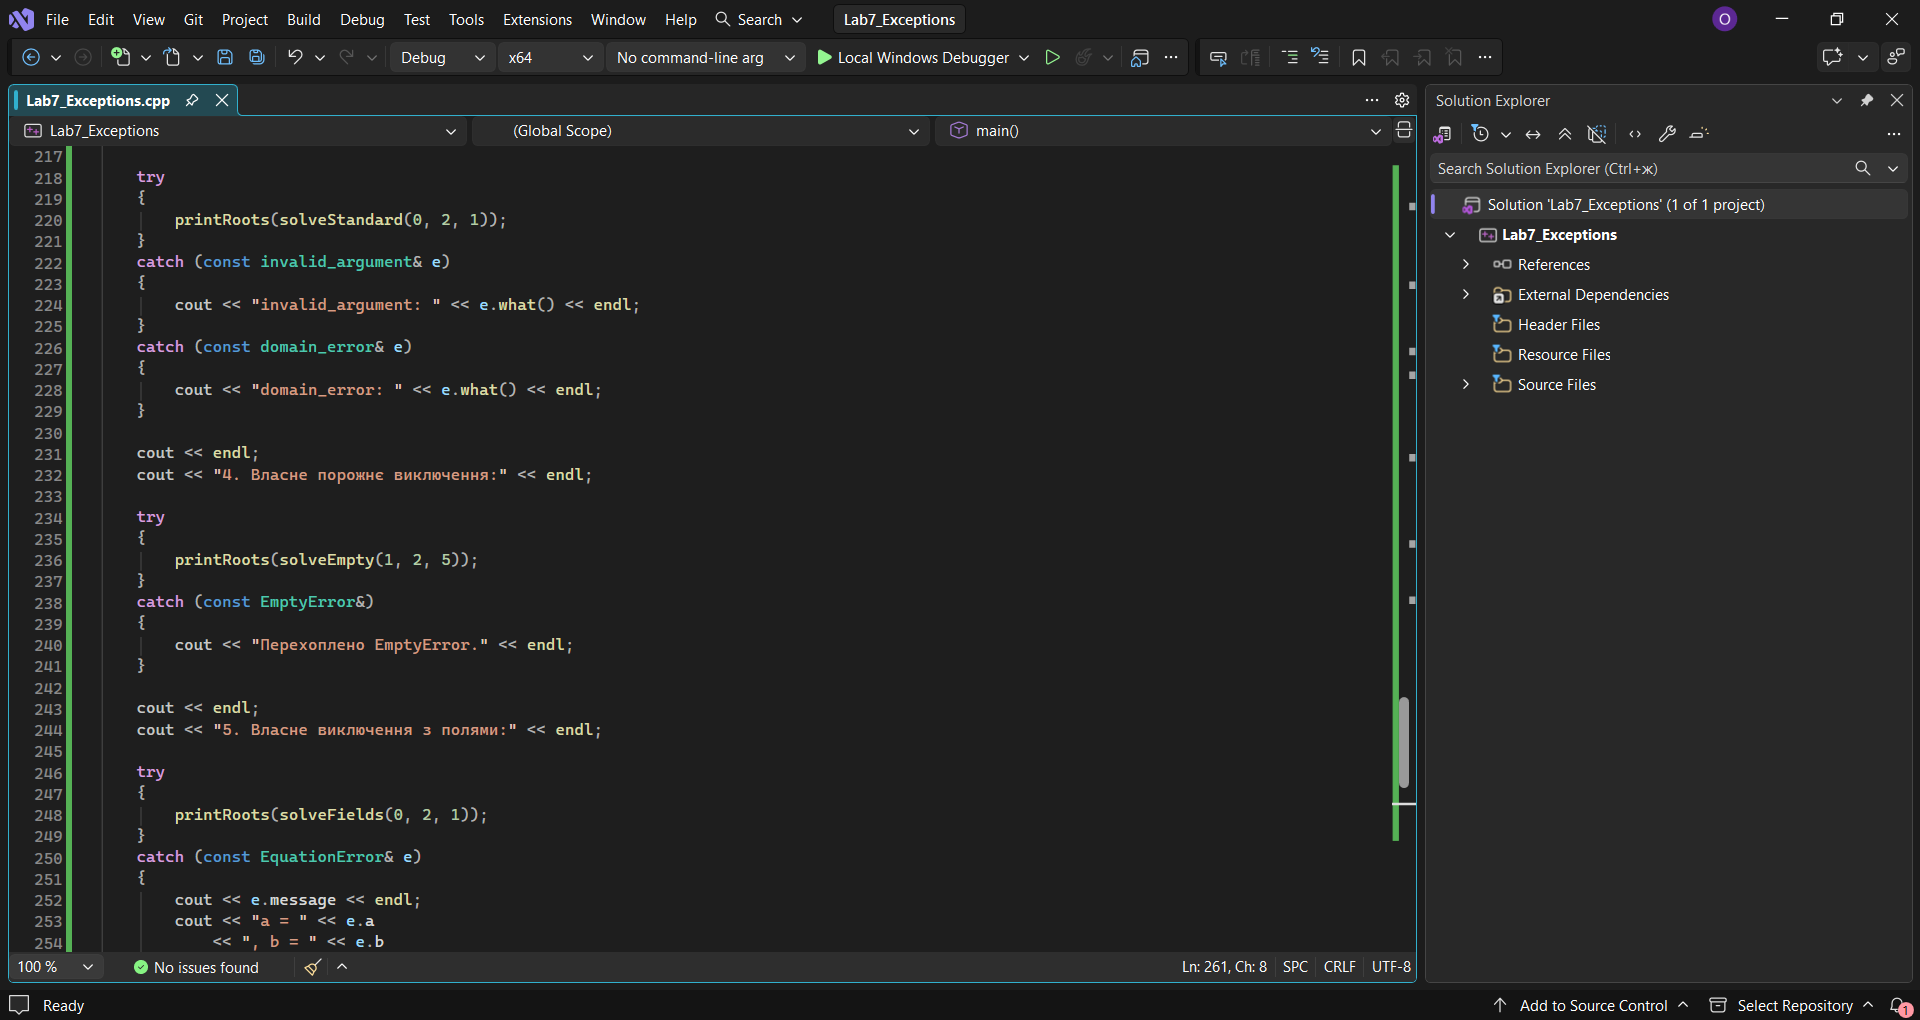 File Edit View Git Project Build Debug Test Tools Extensions Window Help Search Lab7_Exceptions O
Debug x64 No command-line arg Local Windows Debugger
Lab7_Exceptions.cpp
Lab7_Exceptions (Global Scope) main()
217
218 try
219 {
220 printRoots(solveStandard(0, 2, 1));
221 }
222 catch (const invalid_argument& e)
223 {
224 cout << "invalid_argument: " << e.what() << endl;
225 }
226 catch (const domain_error& e)
227 {
228 cout << "domain_error: " << e.what() << endl;
229 }
230
231 cout << endl;
232 cout << "4. Власне порожнє виключення:" << endl;
233
234 try
235 {
236 printRoots(solveEmpty(1, 2, 5));
237 }
238 catch (const EmptyError&)
239 {
240 cout << "Перехоплено EmptyError." << endl;
241 }
242
243 cout << endl;
244 cout << "5. Власне виключення з полями:" << endl;
245
246 try
247 {
248 printRoots(solveFields(0, 2, 1));
249 }
250 catch (const EquationError& e)
251 {
252 cout << e.message << endl;
253 cout << "a = " << e.a
254 << ", b = " << e.b
100 % No issues found Ln: 261, Ch: 8 SPC CRLF UTF-8
Solution Explorer
Search Solution Explorer (Ctrl+ж)
Solution 'Lab7_Exceptions' (1 of 1 project)
Lab7_Exceptions
References
External Dependencies
Header Files
Resource Files
Source Files
Ready Add to Source Control Select Repository 1